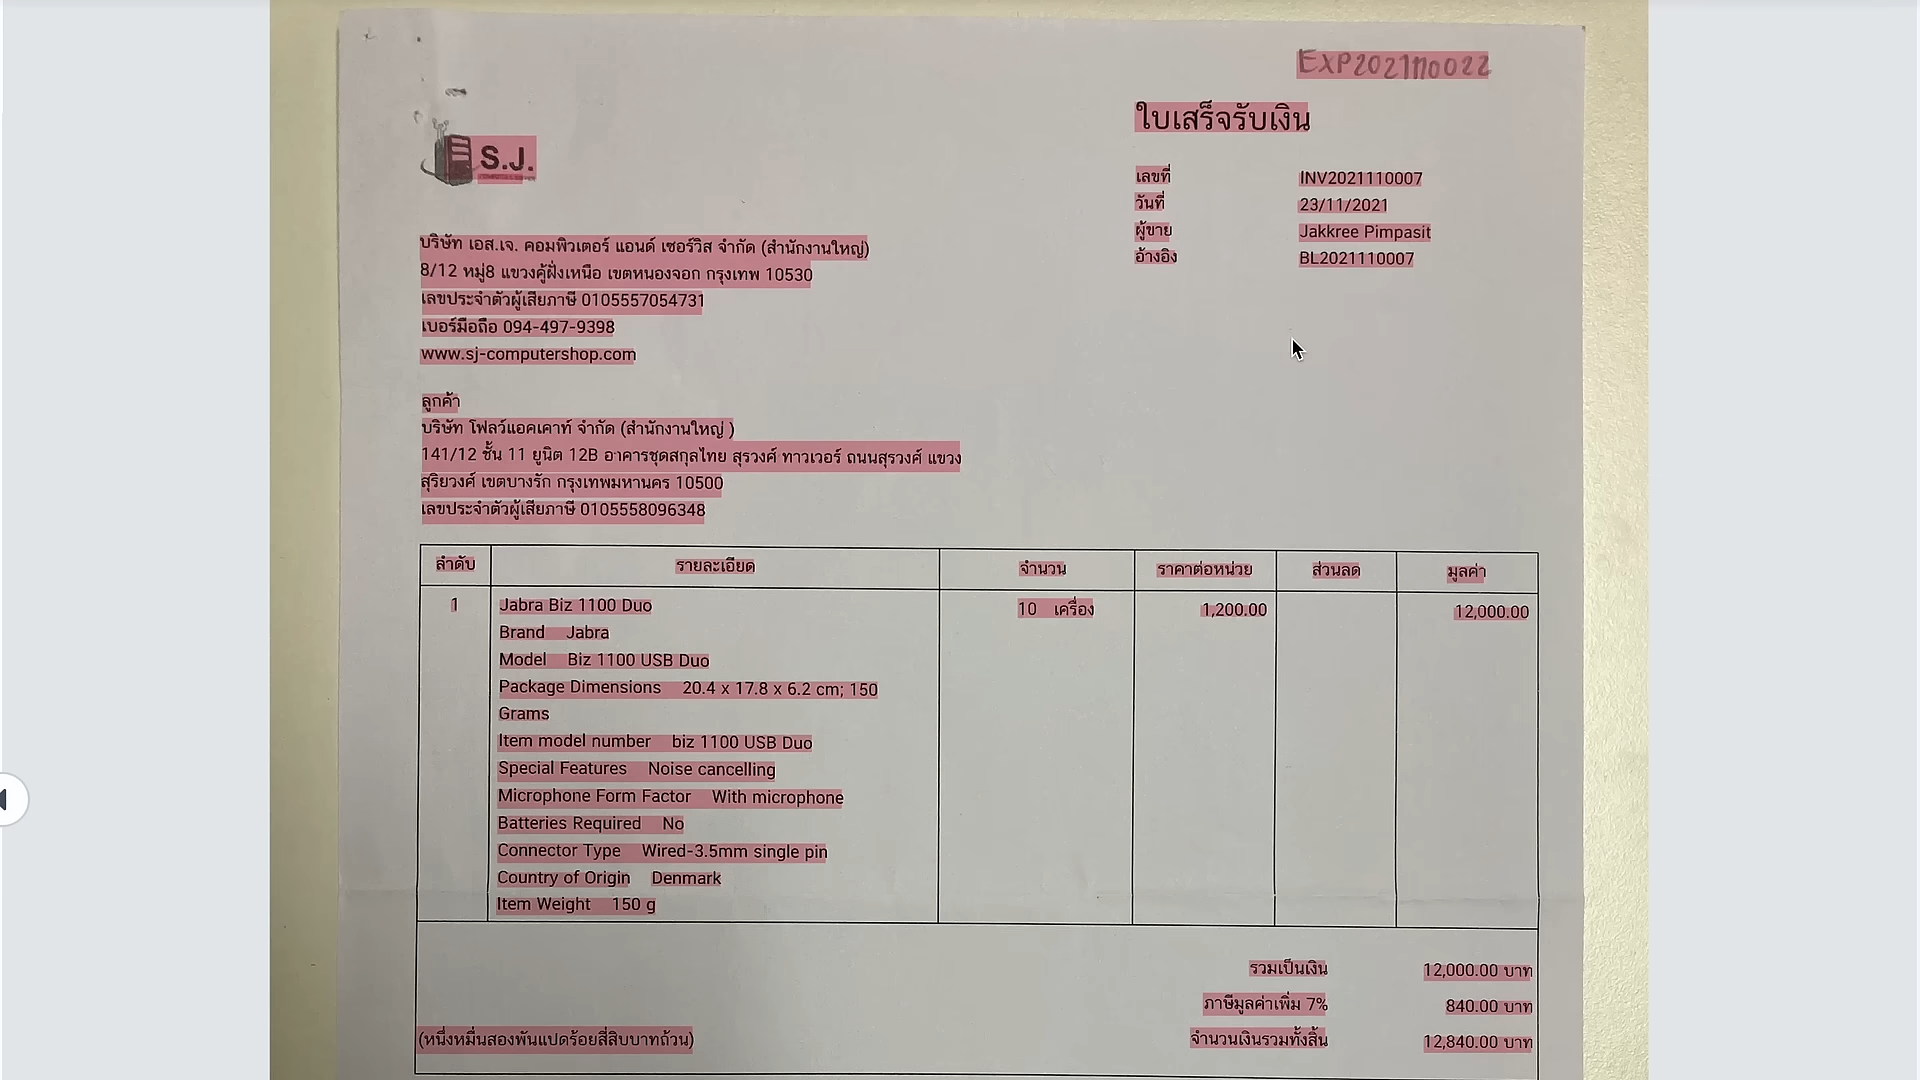 EXP2021110022
ใบเสร็จรับเงิน
S.J.
เลขที่ INV2021110007
วันที่ 23/11/2021
ผู้ขาย Jakkree Pimpasit
อ้างอิง BL2021110007
บริษัท เอส.เจ. คอมพิวเตอร์ แอนด์ เซอร์วิส จำกัด (สำนักงานใหญ่)
8/12 หมู่8 แขวงคู้ฝั่งเหนือ เขตหนองจอก กรุงเทพ 10530
เลขประจำตัวผู้เสียภาษี 0105557054731
เบอร์มือถือ 094-497-9398
www.sj-computershop.com
ลูกค้า
บริษัท โฟลว์แอคเคาท์ จำกัด (สำนักงานใหญ่ )
141/12 ชั้น 11 ยูนิต 12B อาคารชุดสกุลไทย สุรวงศ์ ทาวเวอร์ ถนนสุรวงศ์ แขวง
สุริยวงศ์ เขตบางรัก กรุงเทพมหานคร 10500
เลขประจำตัวผู้เสียภาษี 0105558096348
ลำดับ รายละเอียด จำนวน ราคาต่อหน่วย ส่วนลด มูลค่า
1 Jabra Biz 1100 Duo 10 เครื่อง 1,200.00 12,000.00
Brand Jabra
Model Biz 1100 USB Duo
Package Dimensions 20.4 x 17.8 x 6.2 cm; 150
Grams
Item model number biz 1100 USB Duo
Special Features Noise cancelling
Microphone Form Factor With microphone
Batteries Required No
Connector Type Wired-3.5mm single pin
Country of Origin Denmark
Item Weight 150 g
รวมเป็นเงิน 12,000.00 บาท
ภาษีมูลค่าเพิ่ม 7% 840.00 บาท
(หนึ่งหมื่นสองพันแปดร้อยสี่สิบบาทถ้วน) จำนวนเงินรวมทั้งสิ้น 12,840.00 บาท